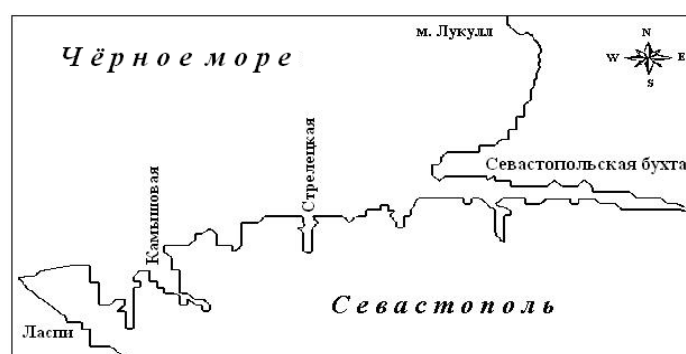 м. Лукулл
Чёрное море
N
W E
S
Севастопольская бухта
Стрелецкая
Камышовая
Севастополь
Ласпи